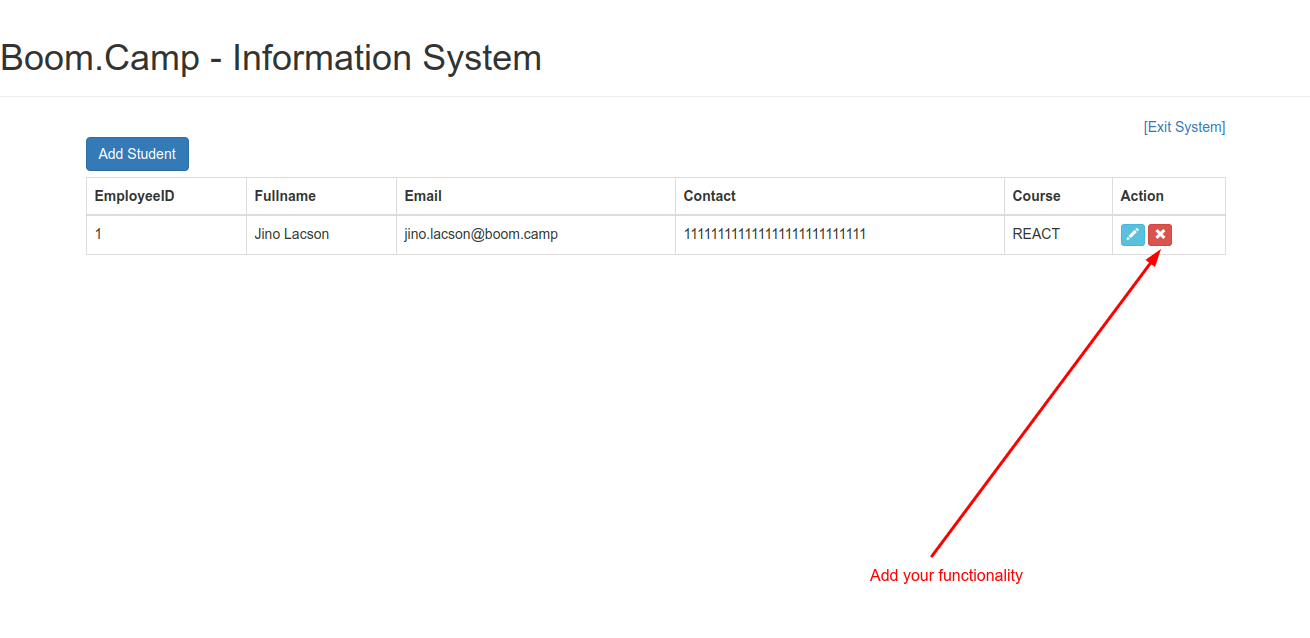 Boom.Camp - Information System
[Exit System]
Add Student
EmployeeID Fullname Email Contact Course Action
1 Jino Lacson jino.lacson@boom.camp 111111111111111111111111111 REACT
Add your functionality